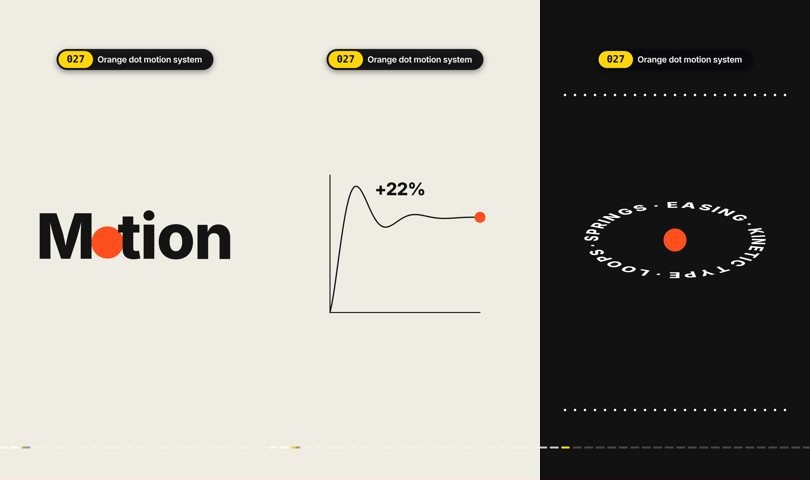 027 Orange dot motion system
Motion
027 Orange dot motion system
+22%
027 Orange dot motion system
SPRINGS · EASING · KINETIC TYPE · LOOPS ·